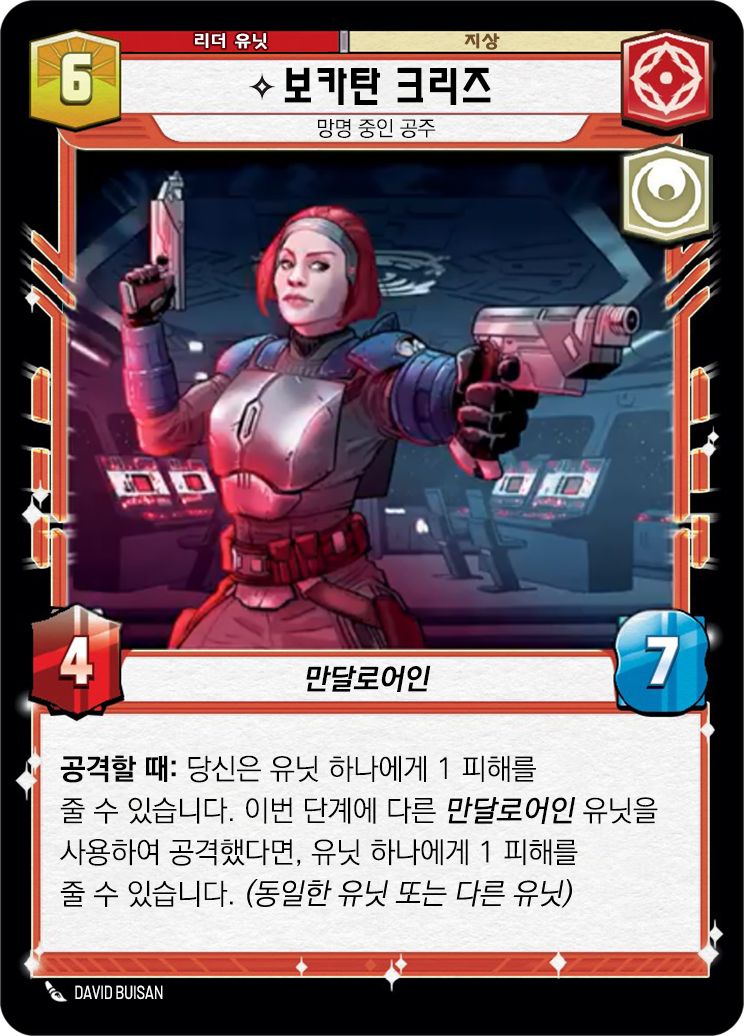 리더 유닛
지상
6
보카탄 크리즈
망명 중인 공주
4
만달로어인
7
공격할 때: 당신은 유닛 하나에게 1 피해를
줄 수 있습니다. 이번 단계에 다른 만달로어인 유닛을
사용하여 공격했다면, 유닛 하나에게 1 피해를
줄 수 있습니다. (동일한 유닛 또는 다른 유닛)
DAVID BUISAN